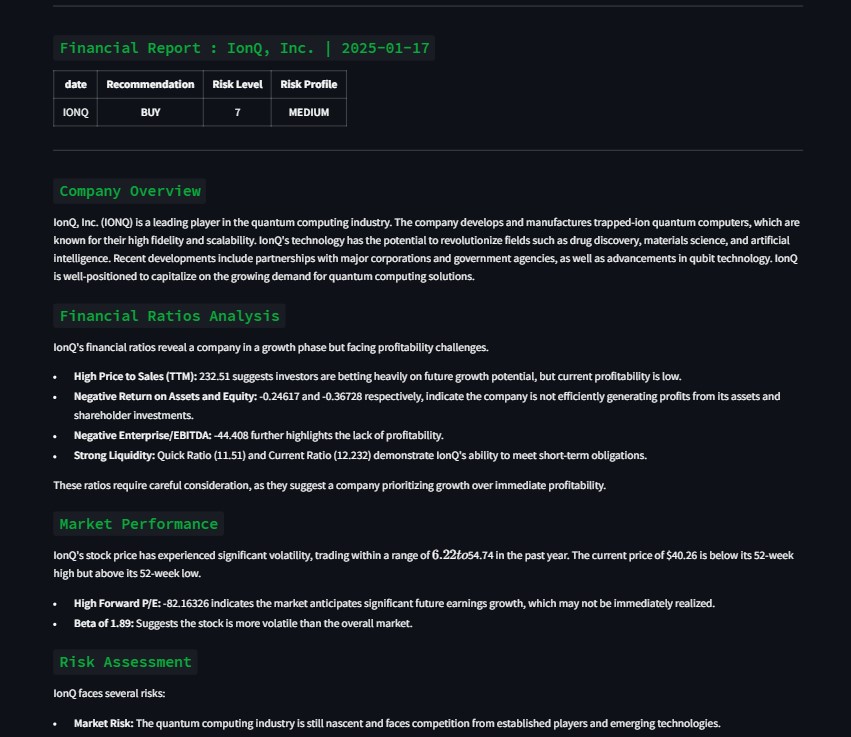 Financial Report : IonQ, Inc. | 2025-01-17
date Recommendation Risk Level Risk Profile
IONQ BUY 7 MEDIUM
Company Overview
IonQ, Inc. (IONQ) is a leading player in the quantum computing industry. The company develops and manufactures trapped-ion quantum computers, which are
known for their high fidelity and scalability. IonQ's technology has the potential to revolutionize fields such as drug discovery, materials science, and artificial
intelligence. Recent developments include partnerships with major corporations and government agencies, as well as advancements in qubit technology. IonQ
is well-positioned to capitalize on the growing demand for quantum computing solutions.
Financial Ratios Analysis
IonQ's financial ratios reveal a company in a growth phase but facing profitability challenges.
• High Price to Sales (TTM): 232.51 suggests investors are betting heavily on future growth potential, but current profitability is low.
• Negative Return on Assets and Equity: -0.24617 and -0.36728 respectively, indicate the company is not efficiently generating profits from its assets and
shareholder investments.
• Negative Enterprise/EBITDA: -44.408 further highlights the lack of profitability.
• Strong Liquidity: Quick Ratio (11.51) and Current Ratio (12.232) demonstrate IonQ's ability to meet short-term obligations.
These ratios require careful consideration, as they suggest a company prioritizing growth over immediate profitability.
Market Performance
IonQ's stock price has experienced significant volatility, trading within a range of 6.22to54.74 in the past year. The current price of $40.26 is below its 52-week
high but above its 52-week low.
• High Forward P/E: -82.16326 indicates the market anticipates significant future earnings growth, which may not be immediately realized.
• Beta of 1.89: Suggests the stock is more volatile than the overall market.
Risk Assessment
IonQ faces several risks:
• Market Risk: The quantum computing industry is still nascent and faces competition from established players and emerging technologies.